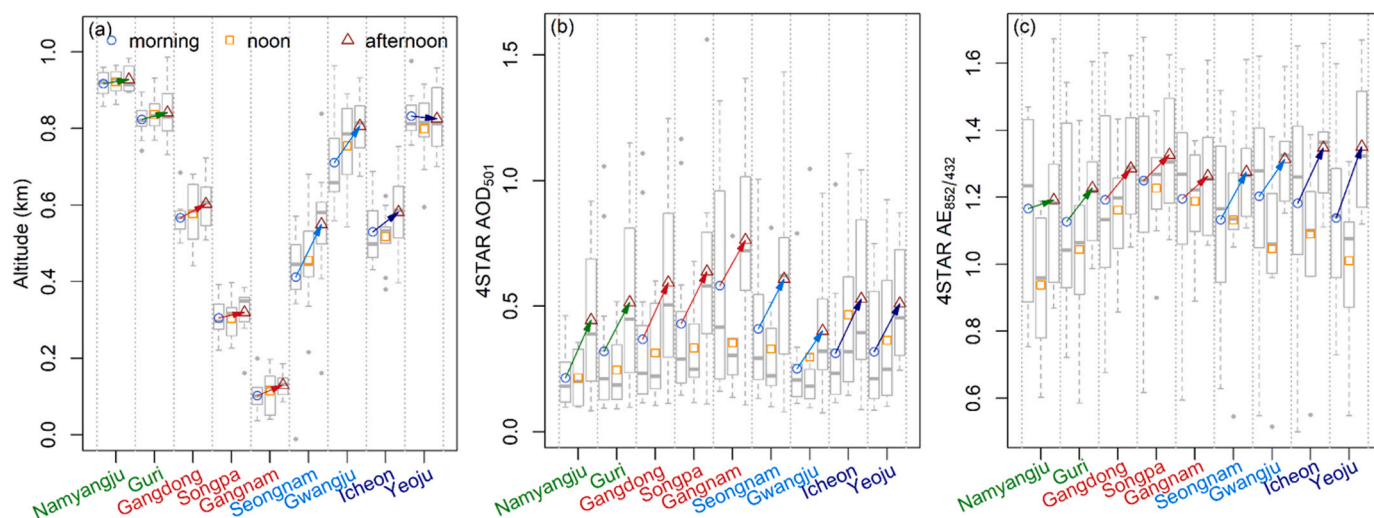 (a)
morning noon afternoon
Altitude (km)
1.0
0.8
0.6
0.4
0.2
0.0
Namyangju
Guri
Gangdong
Songpa
Gangnam
Seongnam
Gwangju
Icheon
Yeoju
(b)
4STAR AOD501
1.5
1.0
0.5
0.0
Namyangju
Guri
Gangdong
Songpa
Gangnam
Seongnam
Gwangju
Icheon
Yeoju
(c)
4STAR AE852/432
1.6
1.4
1.2
1.0
0.8
0.6
Namyangju
Guri
Gangdong
Songpa
Gangnam
Seongnam
Gwangju
Icheon
Yeoju